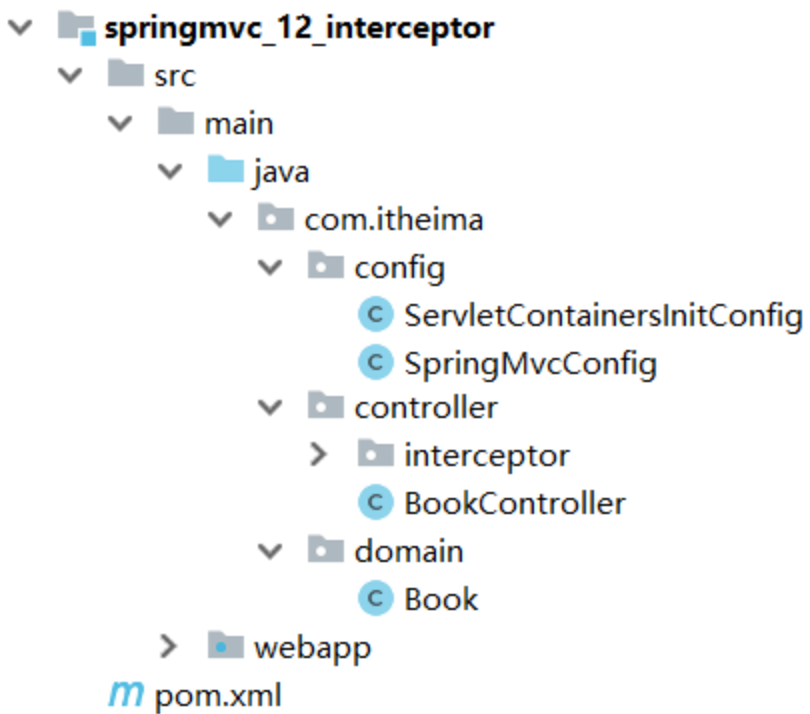 springmvc_12_interceptor
src
main
java
com.itheima
config
C ServletContainersInitConfig
C SpringMvcConfig
controller
interceptor
C BookController
domain
C Book
webapp
m pom.xml